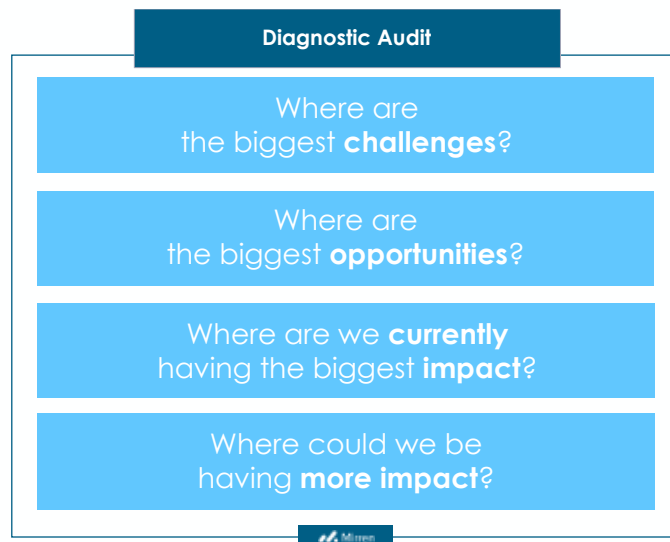 Diagnostic Audit
Where are
the biggest challenges?
Where are
the biggest opportunities?
Where are we currently
having the biggest impact?
Where could we be
having more impact?
Mirren